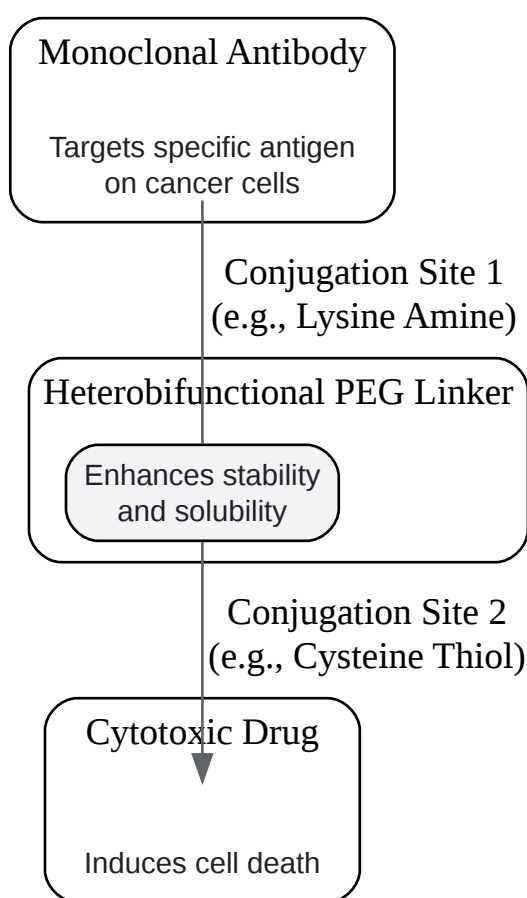 Monoclonal Antibody
Targets specific antigen
on cancer cells
Conjugation Site 1
(e.g., Lysine Amine)
Heterobifunctional PEG Linker
Enhances stability
and solubility
Conjugation Site 2
(e.g., Cysteine Thiol)
Cytotoxic Drug
Induces cell death